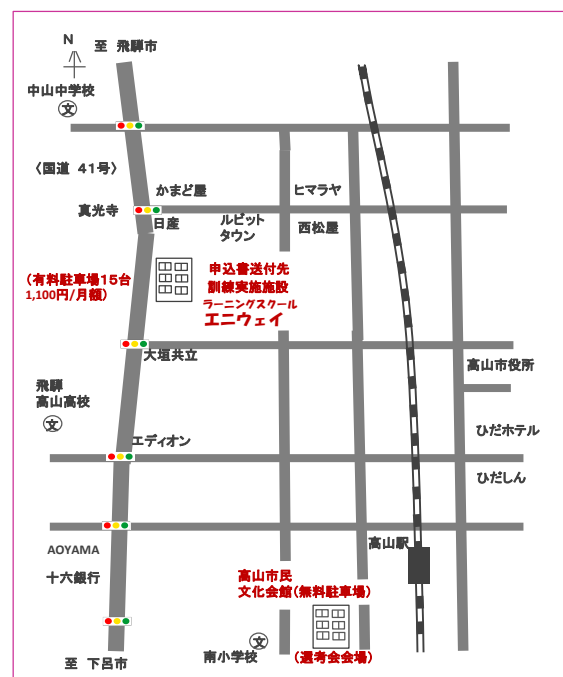 N
至 飛騨市
中山中学校
文
〈国道 41号〉
かまど屋
ヒマラヤ
真光寺
日産
ルビット
タウン
西松屋
(有料駐車場15台
1,100円/月額)
申込書送付先
訓練実施施設
ラーニングスクール
エニウェイ
大垣共立
高山市役所
飛騨
高山高校
文
エディオン
ひだホテル
ひだしん
AOYAMA
十六銀行
高山駅
高山市民
文化会館(無料駐車場)
文
南小学校
(選考会会場)
至 下呂市